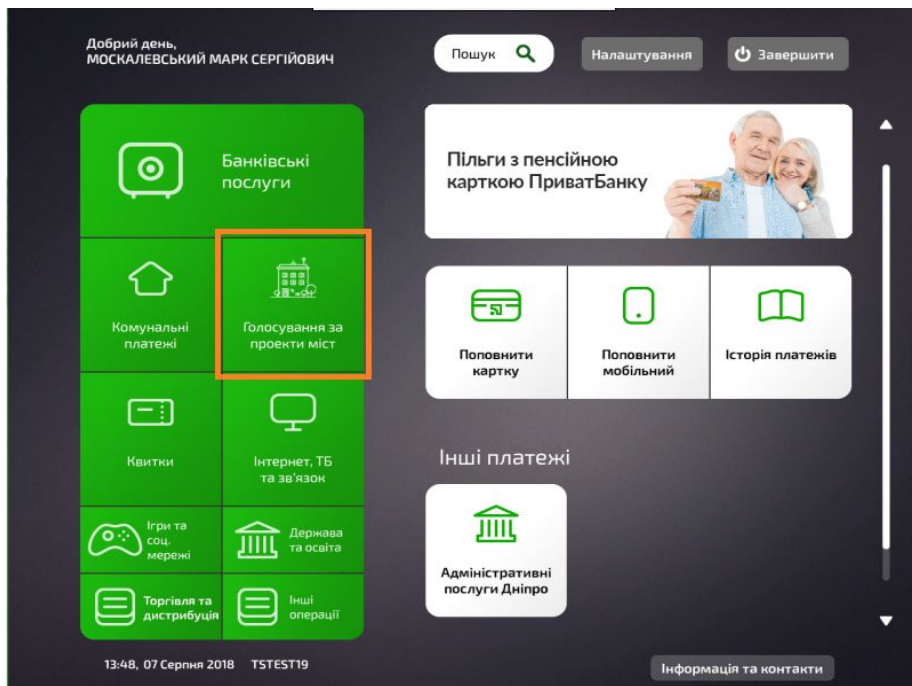 Добрий день,
МОСКАЛЕВСЬКИЙ МАРК СЕРГІЙОВИЧ
Пошук
Налаштування
Завершити
Банківські
послуги
Комунальні
платежі
Голосування за
проекти міст
Квитки
Інтернет, ТБ
та зв'язок
Ігри та
соц.
мережі
Держава
та освіта
Торгівля та
дистрибуція
Інші
операції
Пільги з пенсійною
карткою ПриватБанку
Поповнити
картку
Поповнити
мобільний
Історія платежів
Інші платежі
Адміністративні
послуги Дніпро
13:48, 07 Серпня 2018 TSTEST19
Інформація та контакти